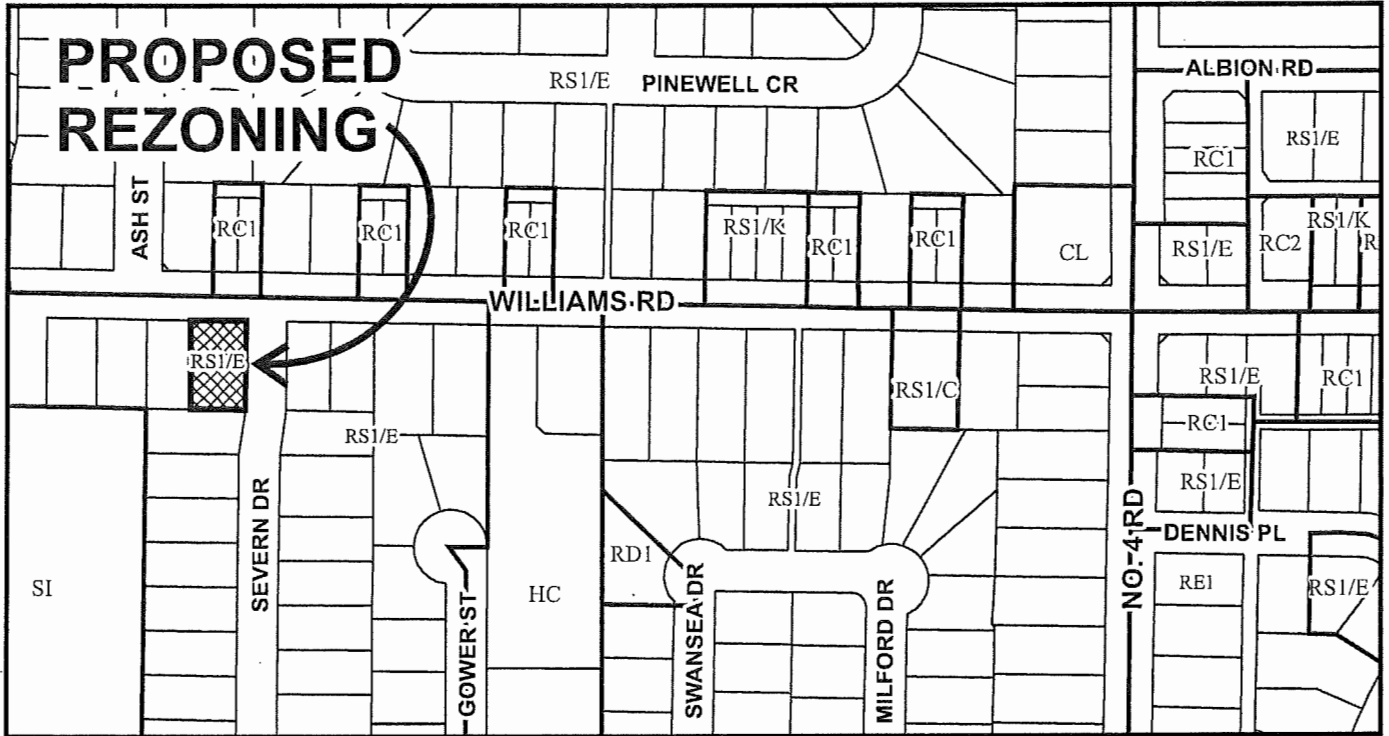 PROPOSED
REZONING
RS1/E PINEWELL CR
ALBION RD
RS1/E
RC1
ASH ST
RC1
RC1
RC1
RS1/K
RC1
RC1
CL
RS1/E
RC2
RS1/K
R
WILLIAMS RD
RS1/E
RS1/C
RS1/E
RC1
RC1
RS1/E
RS1/E
RS1/E
SEVERN DR
SI
GOWER ST
HC
RD1
SWANSEA DR
MILFORD DR
NO. 4 RD
DENNIS PL
RE1
RS1/E